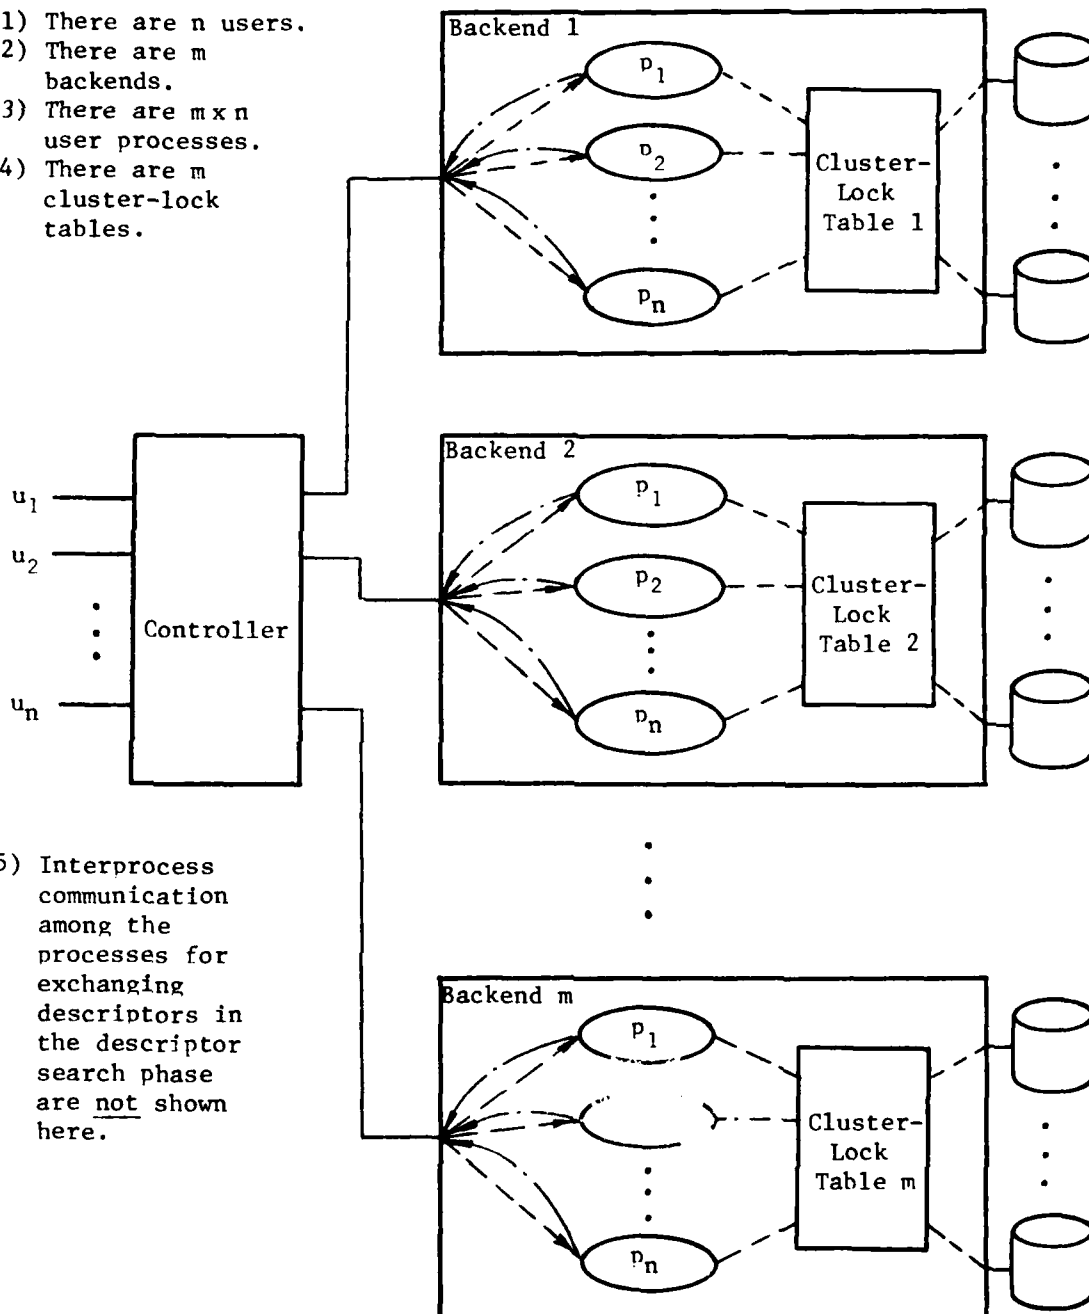 1) There are n users.
2) There are m
backends.
3) There are m x n
user processes.
4) There are m
cluster-lock
tables.
Backend 1
p1
p2
pn
Cluster-
Lock
Table 1
Backend 2
p1
p2
pn
Cluster-
Lock
Table 2
u1
u2
un
Controller
5) Interprocess
communication
among the
processes for
exchanging
descriptors in
the descriptor
search phase
are not shown
here.
Backend m
p1
pn
Cluster-
Lock
Table m